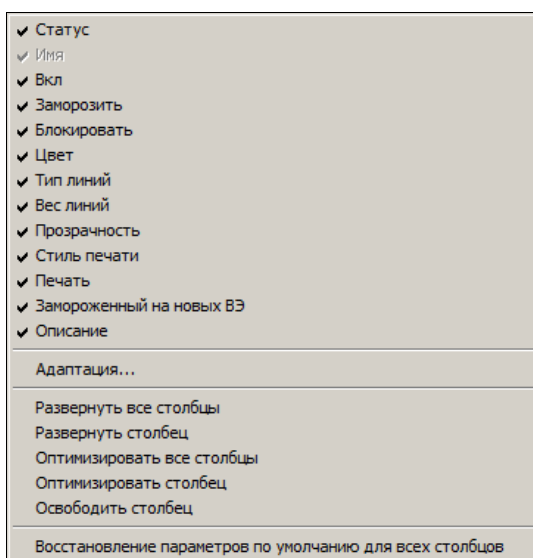 Статус
Имя
Вкл
Заморозить
Блокировать
Цвет
Тип линий
Вес линий
Прозрачность
Стиль печати
Печать
Замороженный на новых ВЭ
Описание
Адаптация...
Развернуть все столбцы
Развернуть столбец
Оптимизировать все столбцы
Оптимизировать столбец
Освободить столбец
Восстановление параметров по умолчанию для всех столбцов